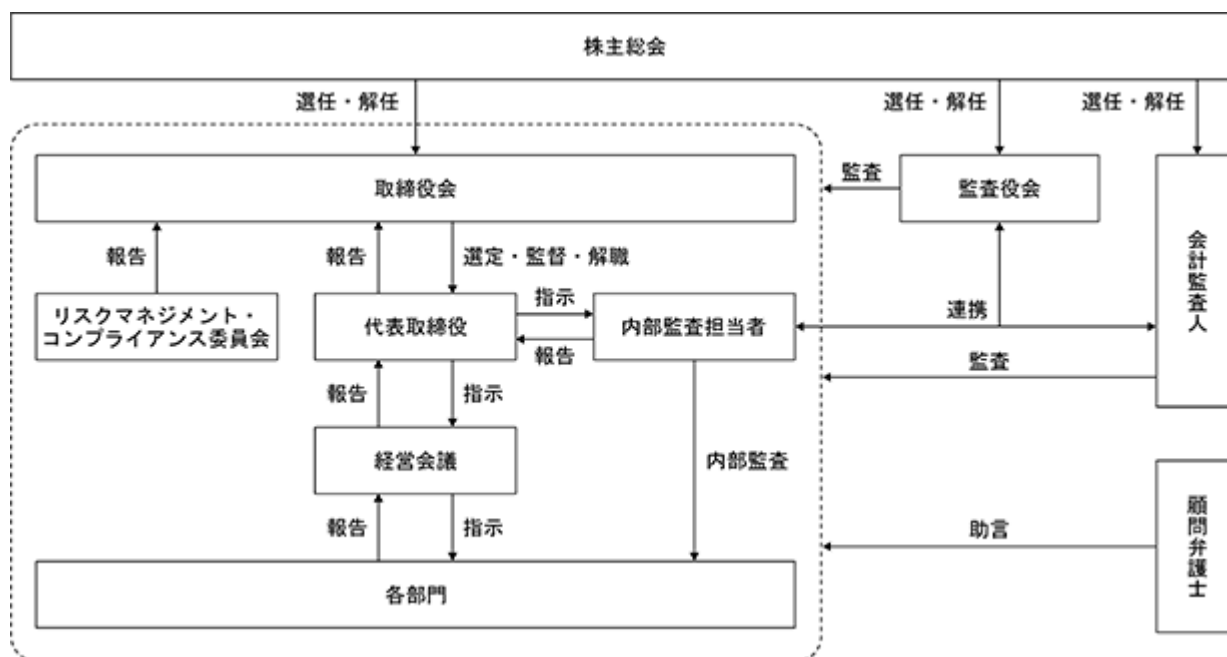 株主総会
選任・解任
選任・解任
選任・解任
取締役会
監査
監査役会
会計監査人
報告
報告
選定・監督・解職
リスクマネジメント・
コンプライアンス委員会
代表取締役
指示
報告
内部監査担当者
連携
監査
報告
指示
経営会議
内部監査
報告
指示
助言
顧問弁護士
各部門